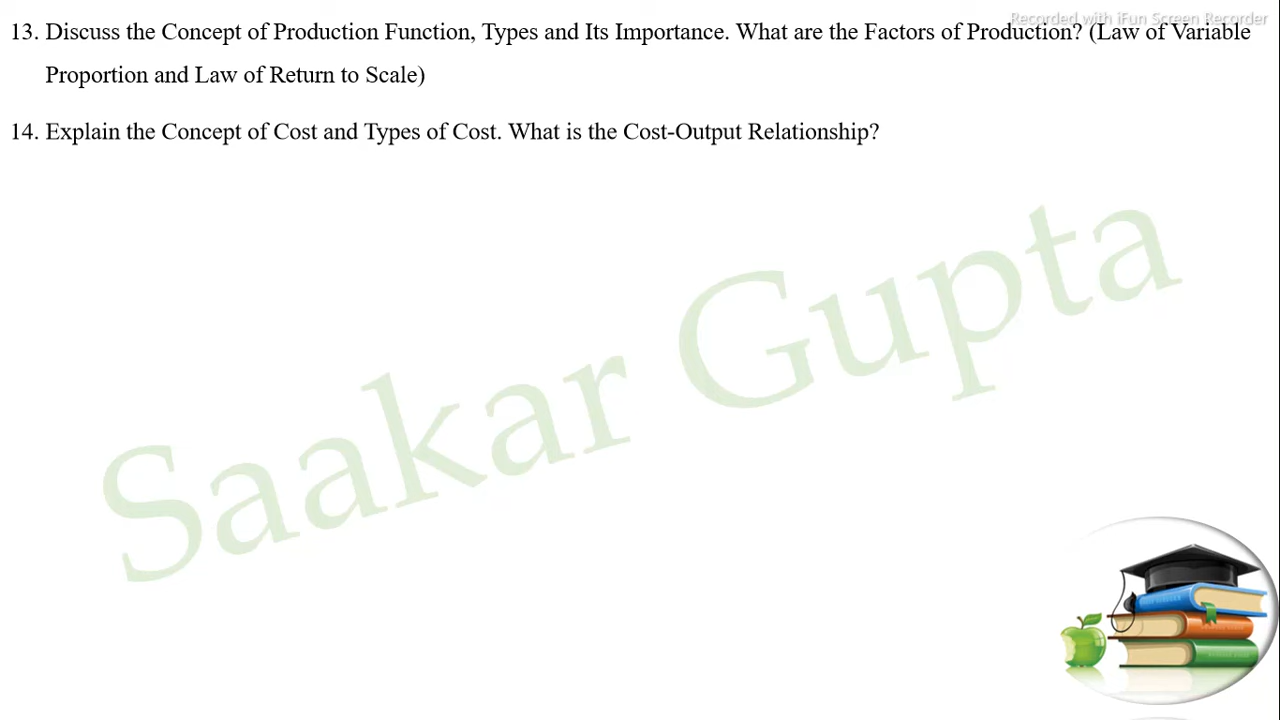 Recorded with iFun Screen Recorder
13. Discuss the Concept of Production Function, Types and Its Importance. What are the Factors of Production? (Law of Variable
Proportion and Law of Return to Scale)
14. Explain the Concept of Cost and Types of Cost. What is the Cost-Output Relationship?
Saakar Gupta